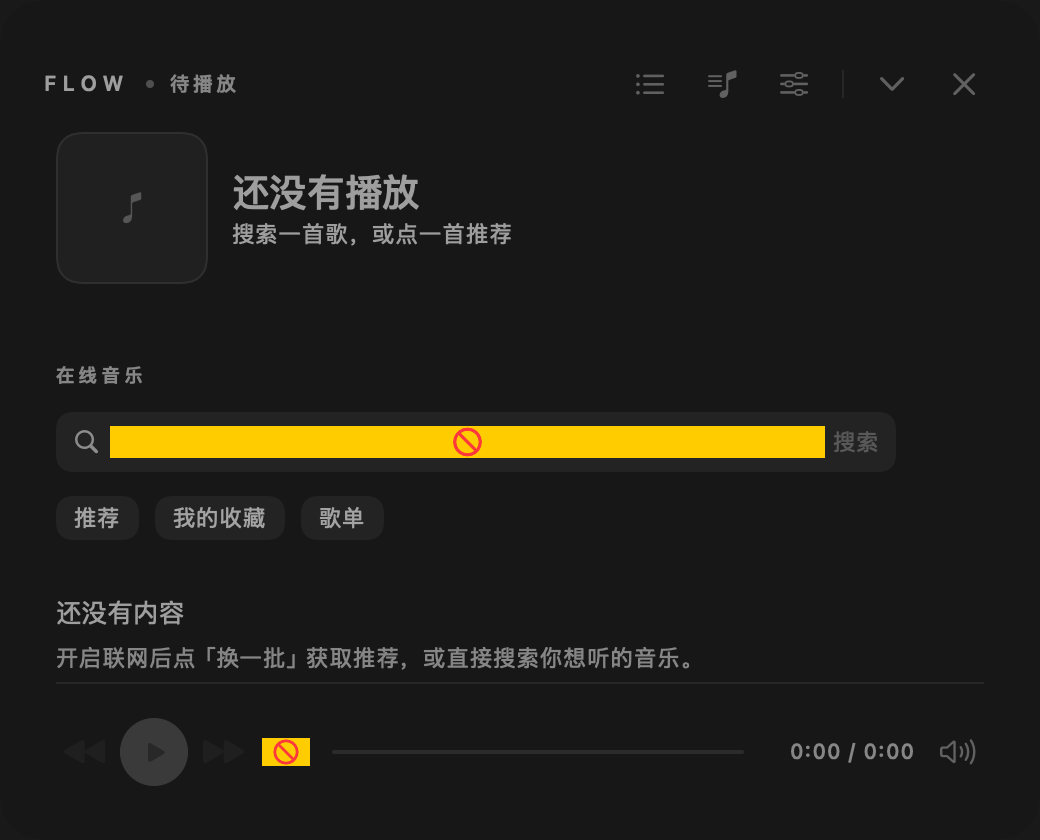 FLOW • 待播放
还没有播放
搜索一首歌，或点一首推荐
在线音乐
搜索
推荐 我的收藏 歌单
还没有内容
开启联网后点「换一批」获取推荐，或直接搜索你想听的音乐。
0:00 / 0:00